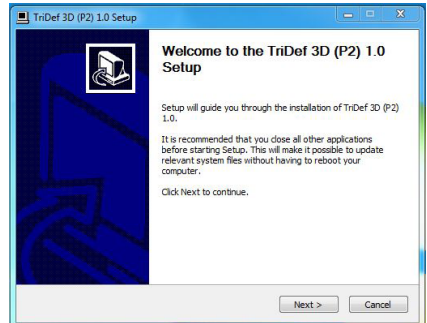 TriDef 3D (P2) 1.0 Setup
Welcome to the TriDef 3D (P2) 1.0
Setup
Setup will guide you through the installation of TriDef 3D (P2)
1.0.
It is recommended that you close all other applications
before starting Setup. This will make it possible to update
relevant system files without having to reboot your
computer.
Click Next to continue.
Next >
Cancel